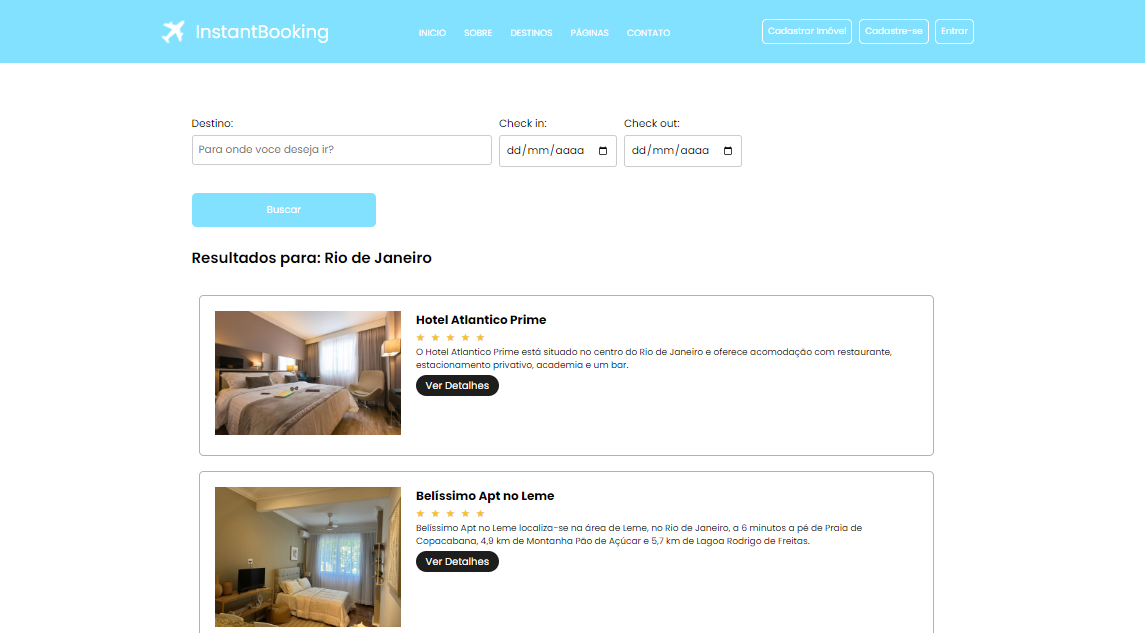 InstantBooking
INICIO SOBRE DESTINOS PÁGINAS CONTATO
Cadastrar Imóvel Cadastre-se Entrar
Destino: Check in: Check out:
Para onde voce deseja ir? dd/mm/aaaa dd/mm/aaaa
Buscar
Resultados para: Rio de Janeiro
Hotel Atlantico Prime
O Hotel Atlantico Prime está situado no centro do Rio de Janeiro e oferece acomodação com restaurante,
estacionamento privativo, academia e um bar.
Ver Detalhes
Belíssimo Apt no Leme
Belíssimo Apt no Leme localiza-se na área de Leme, no Rio de Janeiro, a 6 minutos a pé de Praia de
Copacabana, 4,9 km de Montanha Pão de Açúcar e 5,7 km de Lagoa Rodrigo de Freitas.
Ver Detalhes